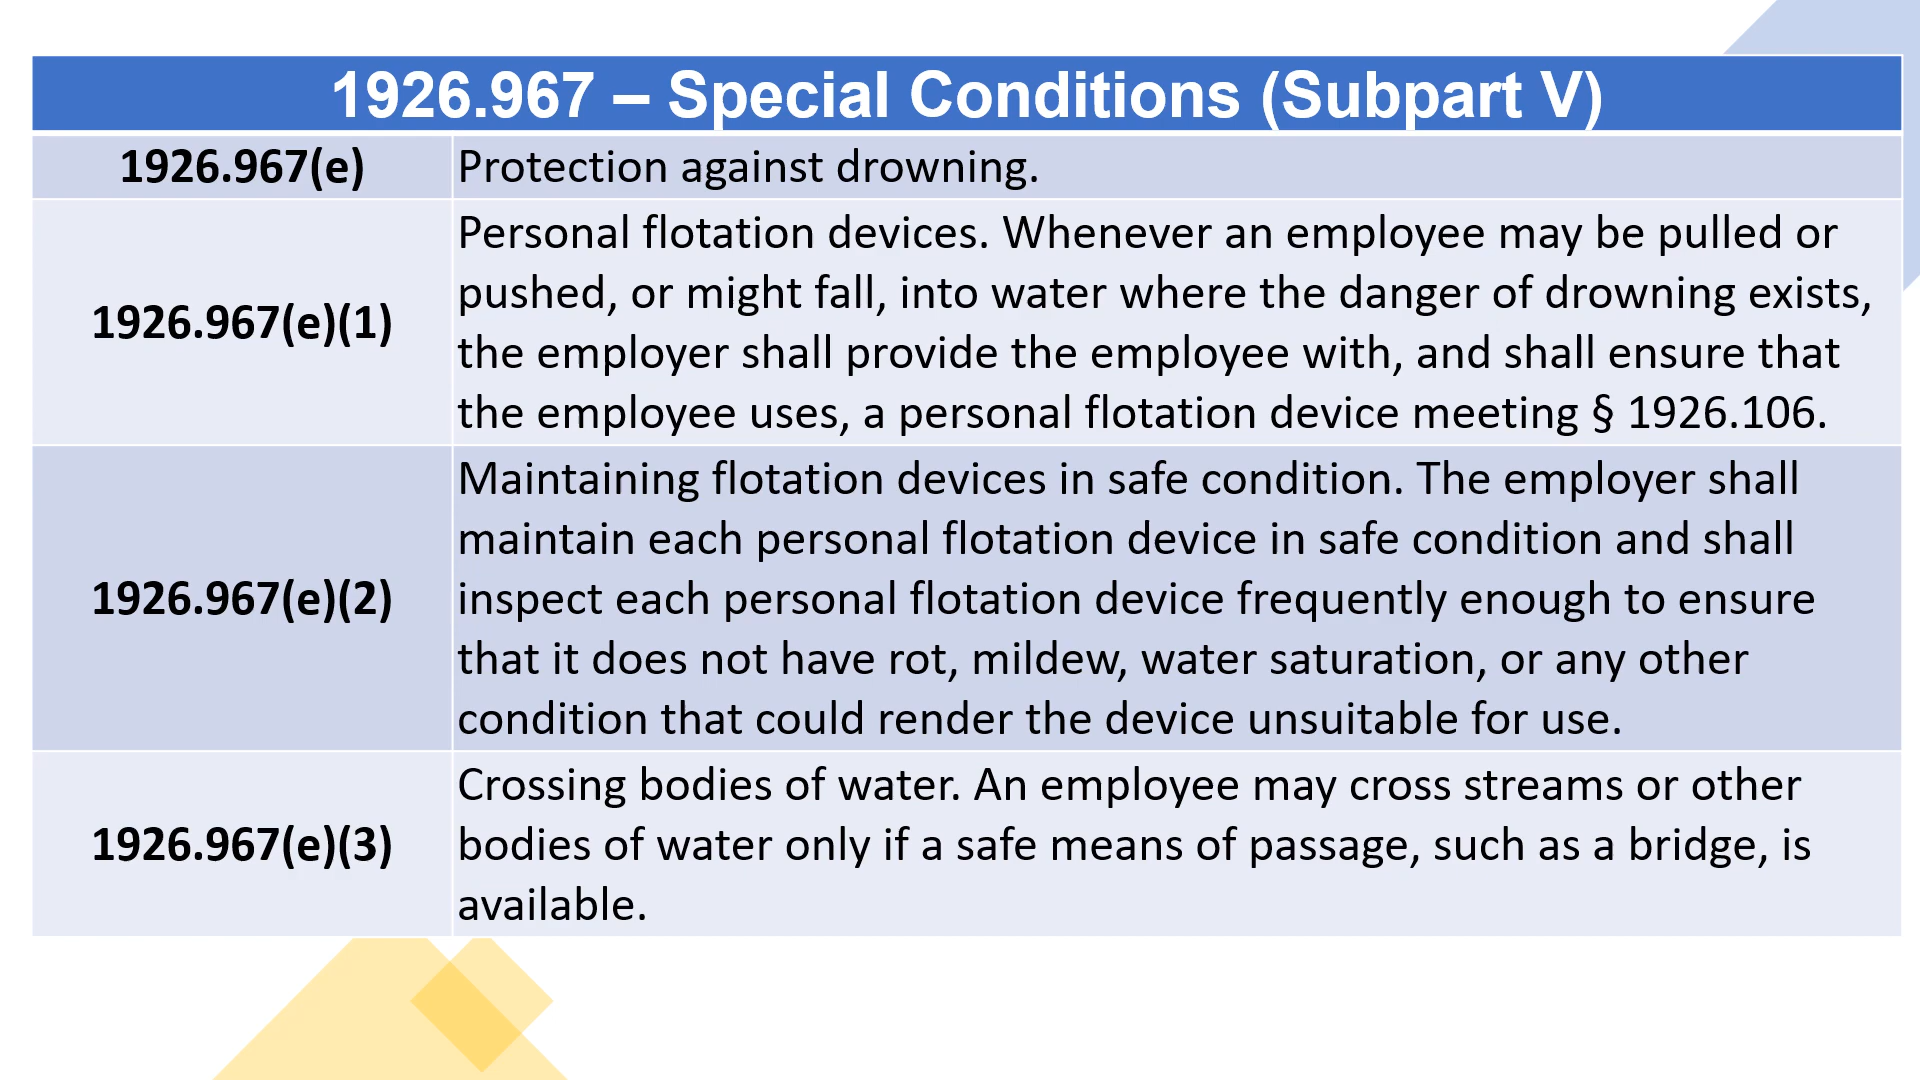 1926.967 – Special Conditions (Subpart V)
1926.967(e)
Protection against drowning.
1926.967(e)(1)
Personal flotation devices. Whenever an employee may be pulled or
pushed, or might fall, into water where the danger of drowning exists,
the employer shall provide the employee with, and shall ensure that
the employee uses, a personal flotation device meeting § 1926.106.
1926.967(e)(2)
Maintaining flotation devices in safe condition. The employer shall
maintain each personal flotation device in safe condition and shall
inspect each personal flotation device frequently enough to ensure
that it does not have rot, mildew, water saturation, or any other
condition that could render the device unsuitable for use.
1926.967(e)(3)
Crossing bodies of water. An employee may cross streams or other
bodies of water only if a safe means of passage, such as a bridge, is
available.